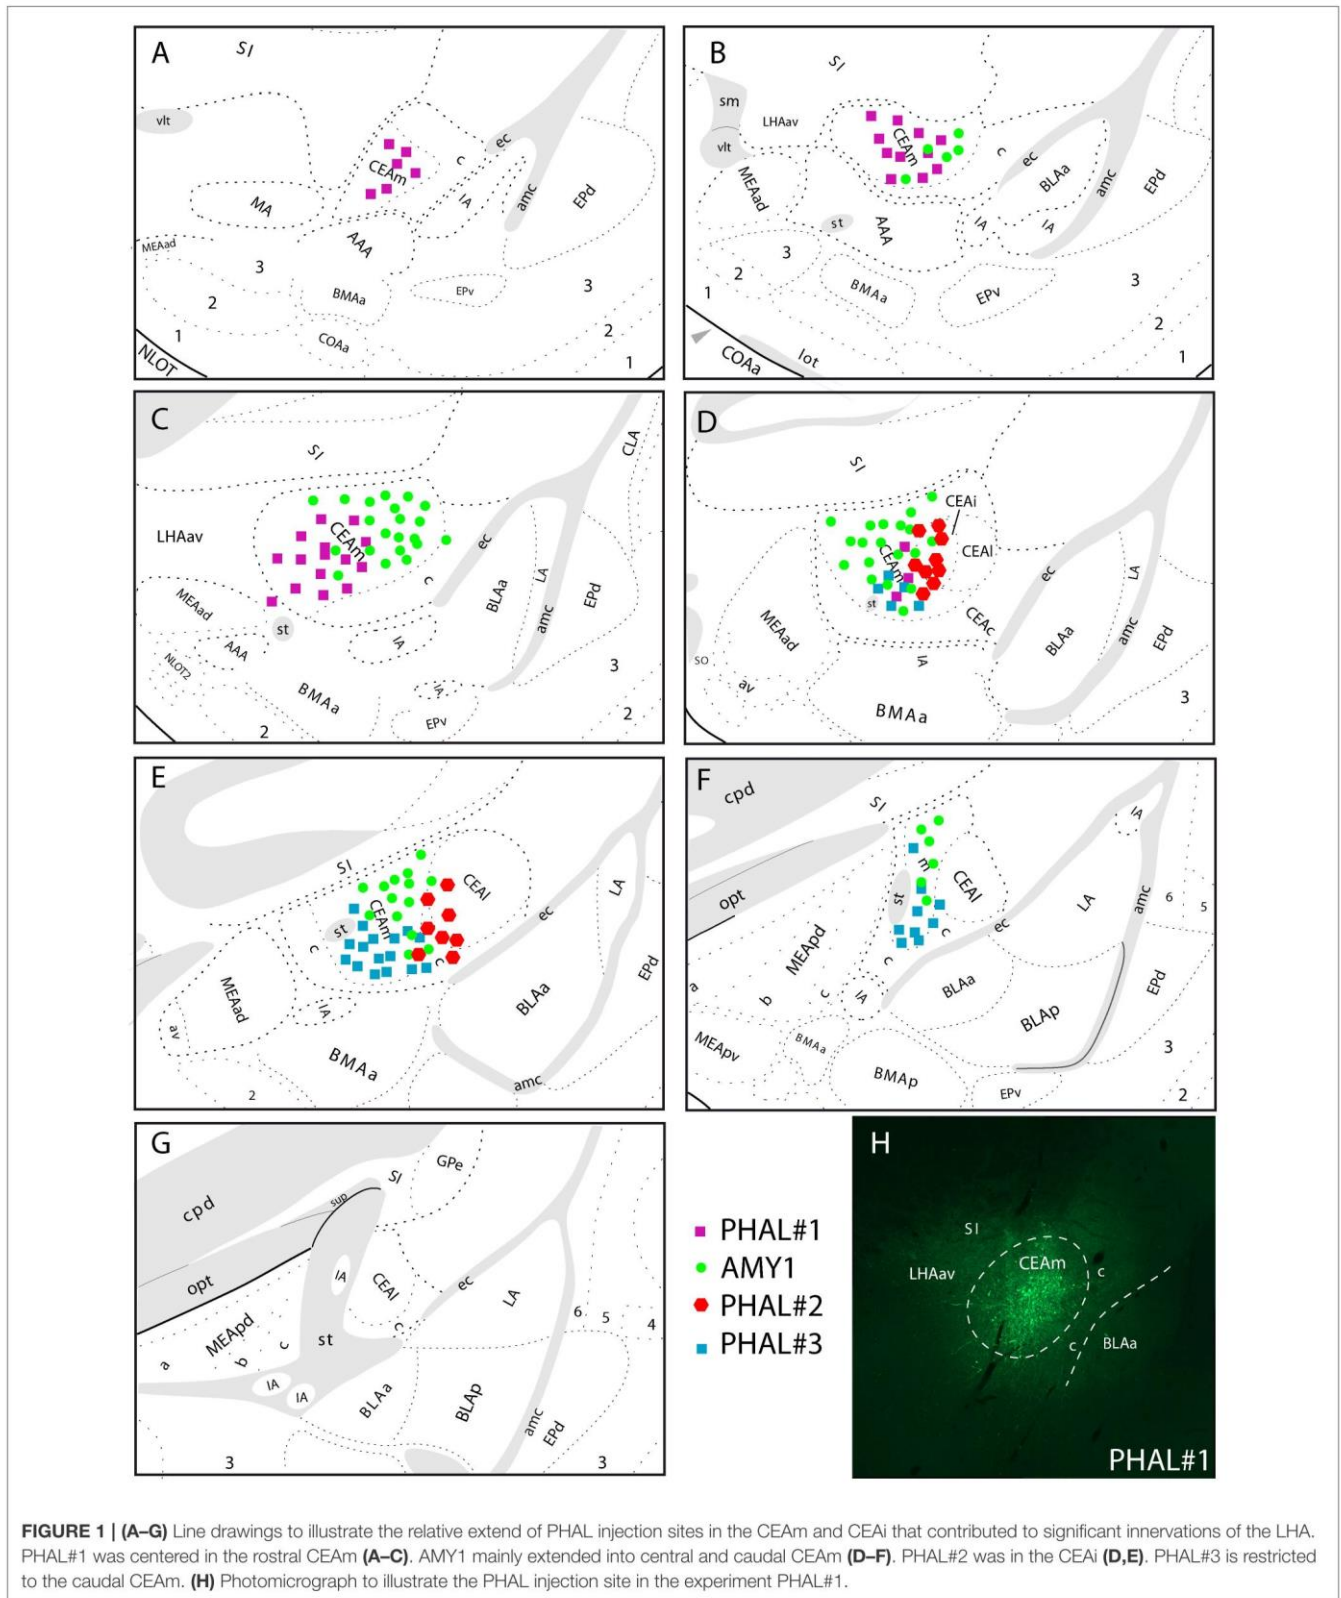 A
SI
vlt
CEAm
c
ec
IA
amc
EPd
MA
MEAad
AAA
3
BMAa
EPv
3
2
1
COAa
2
1
NLOT
B
SI
sm
LHAav
vlt
CEAm
c
ec
BLAa
amc
EPd
MEAad
st
AAA
IA
IA
3
2
1
BMAa
EPv
3
2
1
COAa
lot
C
SI
CLA
LHAav
CEAm
c
ec
BLAa
LA
amc
EPd
MEAad
st
AAA
IA
NLOT2
BMAa
IA
EPv
3
2
2
D
SI
CEAi
CEAl
CEAm
st
CEAc
ec
LA
BLAa
amc
EPd
MEAad
SO
av
IA
BMAa
3
E
SI
CEAl
CEAm
st
c
c
ec
LA
MEAad
av
IA
BLAa
EPd
BMAa
amc
2
F
cpd
SI
IA
m
CEAl
opt
st
LA
amc
6
5
c
ec
MEApd
c
a
b
c
IA
BLAa
BLAp
EPd
MEApv
BMAa
BMAp
EPv
3
2
G
cpd
sup
SI
GPe
opt
IA
CEAl
ec
LA
6
5
4
MEApd
c
st
c
a
b
IA
IA
BLAa
BLAp
amc
EPd
3
3
PHAL#1
AMY1
PHAL#2
PHAL#3
H
SI
CEAm
LHAav
c
c
BLAa
PHAL#1
FIGURE 1 | (A–G) Line drawings to illustrate the relative extend of PHAL injection sites in the CEAm and CEAi that contributed to significant innervations of the LHA.
PHAL#1 was centered in the rostral CEAm (A–C). AMY1 mainly extended into central and caudal CEAm (D–F). PHAL#2 was in the CEAi (D,E). PHAL#3 is restricted
to the caudal CEAm. (H) Photomicrograph to illustrate the PHAL injection site in the experiment PHAL#1.